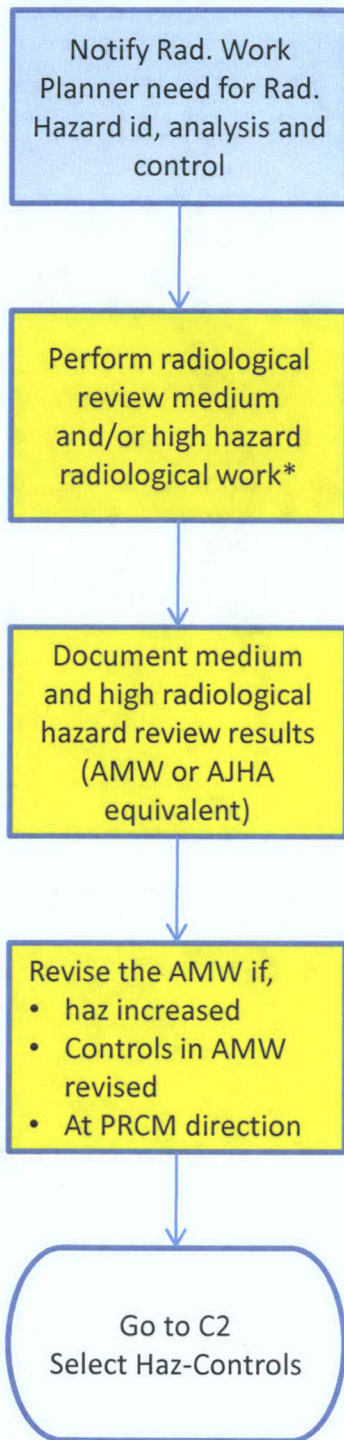 Notify Rad. Work
Planner need for Rad.
Hazard id, analysis and
control
Perform radiological
review medium
and/or high hazard
radiological work*
Document medium
and high radiological
hazard review results
(AMW or AJHA
equivalent)
Revise the AMW if,
• haz increased
• Controls in AMW
revised
• At PRCM direction
Go to C2
Select Haz-Controls